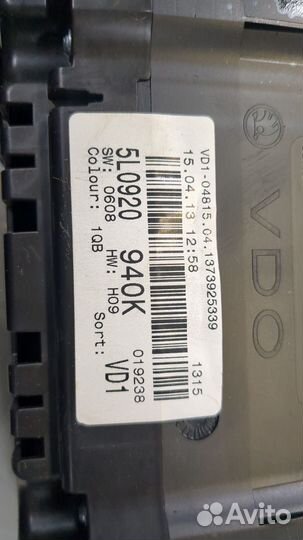 VD1-04815.04.1373925339
15.04.13 12:58
1315
019238
5L0920 940K VD1
SW: 0608 HW: H09
Colour: 1QB Sort:
VDO
Avito